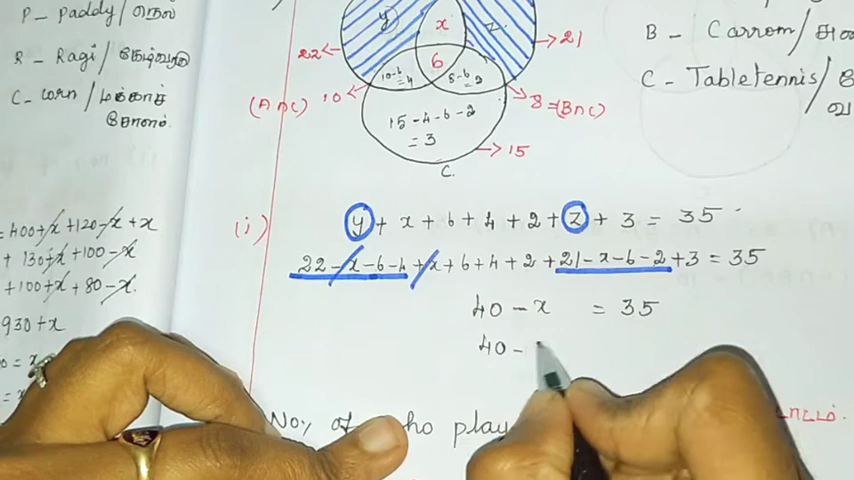 P - Paddy / நெல்
R - Ragi / கேழ்வரகு
C - corn / மக்காச்
சோளம்
= 400 + x + 120 - x + x
+ 130 + x + 100 - x
+ 100 + x + 80 - x
930 + x
y x z
22 21
6
10-6 =4 8-6 =2
(AnC) 10 8 = (BnC)
15-4-6-2
= 3
15
C
B - Carrom /
C - Tabletennis /
(i) y + x + 6 + 4 + 2 + z + 3 = 35
22 - x - 6 - 4 + x + 6 + 4 + 2 + 21 - x - 6 - 2 + 3 = 35
40 - x = 35
40 -
No. of who play